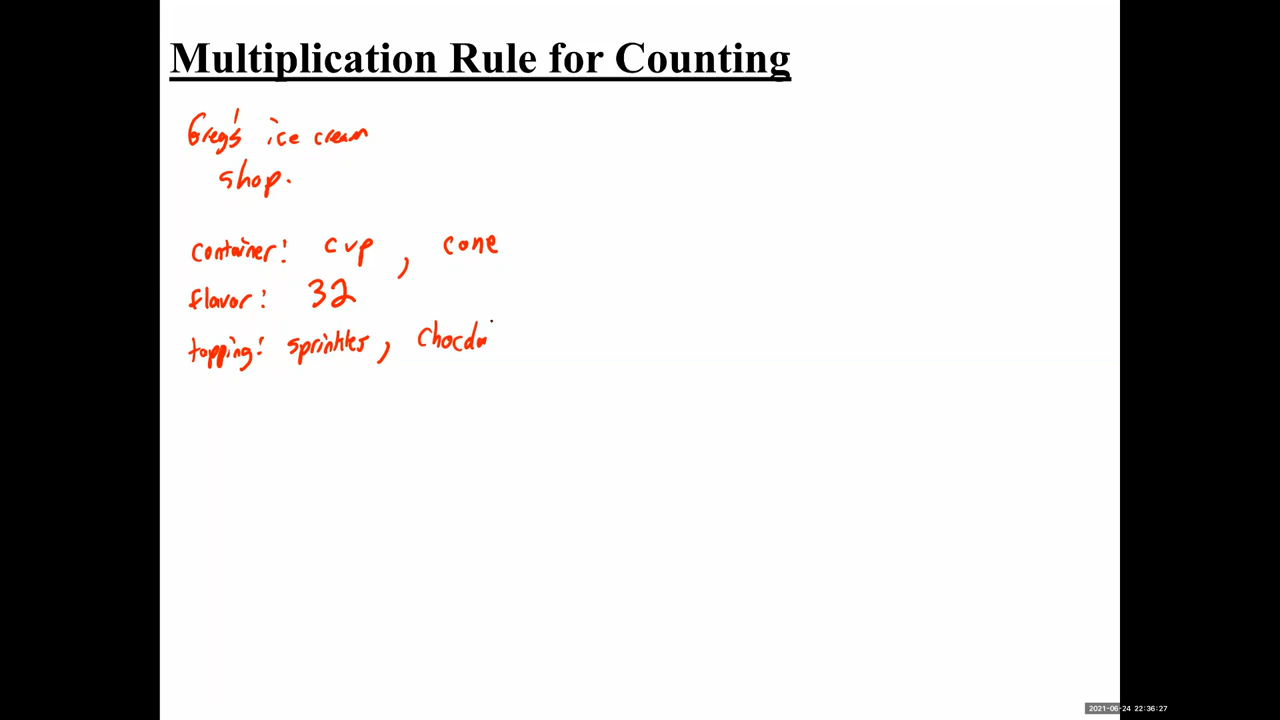 Multiplication Rule for Counting
Greg's ice cream
shop.
container: cup, cone
flavor: 32
topping: sprinkles,
2021-06-24 22:36:27